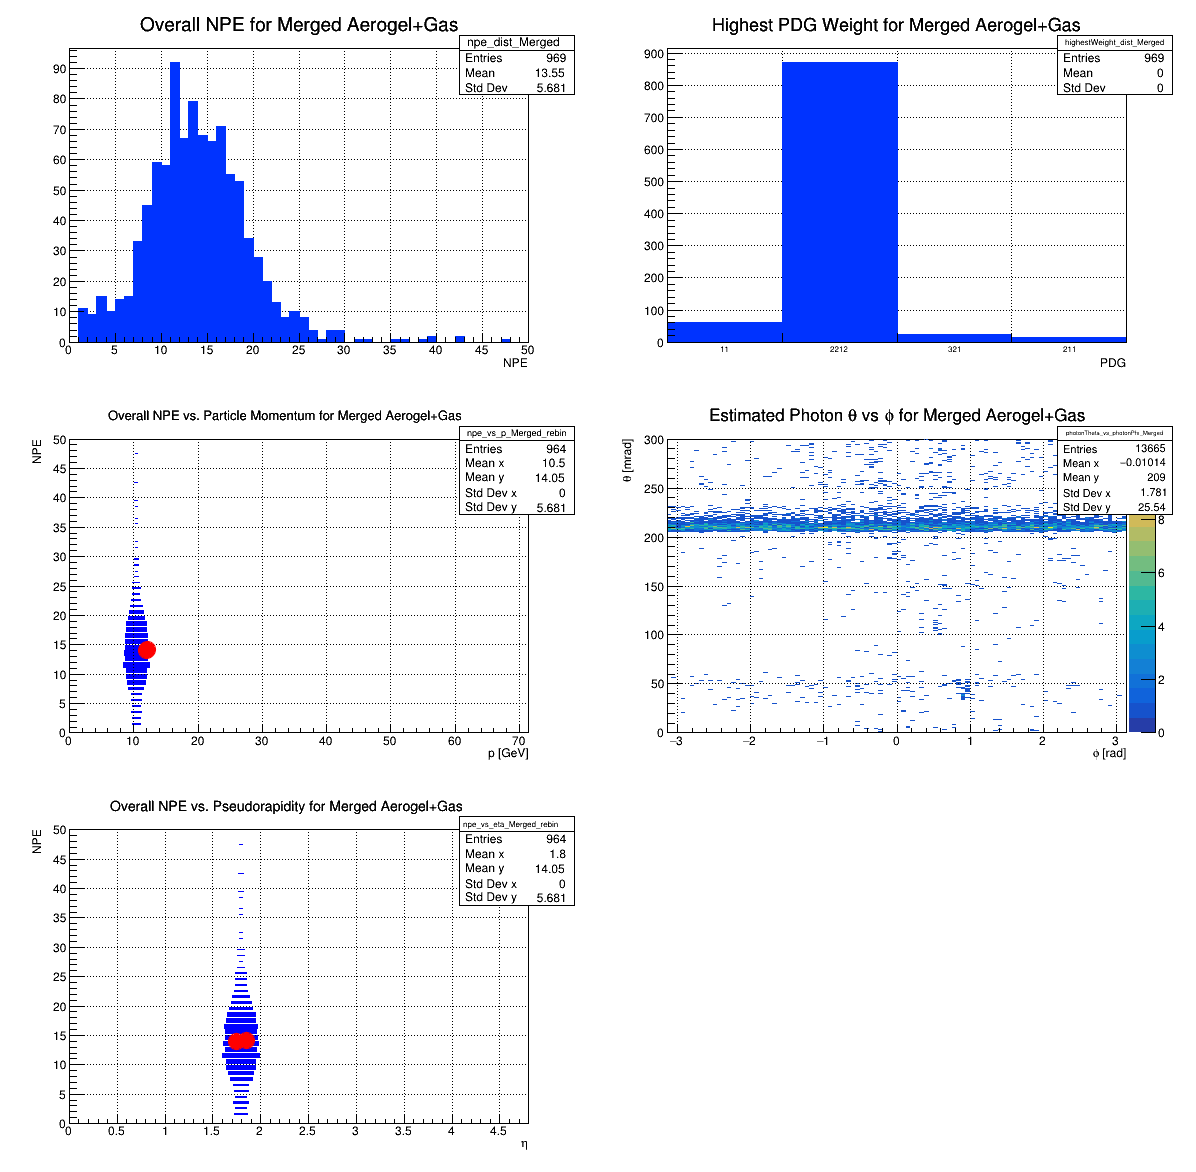 Overall NPE for Merged Aerogel+Gas
npe_dist_Merged
Entries 969
Mean 13.55
Std Dev 5.681
90
80
70
60
50
40
30
20
10
0
0 5 10 15 20 25 30 35 40 45 50
NPE
Highest PDG Weight for Merged Aerogel+Gas
highestWeight_dist_Merged
Entries 969
Mean 0
Std Dev 0
900
800
700
600
500
400
300
200
100
0
11 2212 321 211
PDG
Overall NPE vs. Particle Momentum for Merged Aerogel+Gas
npe_vs_p_Merged_rebin
Entries 964
Mean x 10.5
Mean y 14.05
Std Dev x 0
Std Dev y 5.681
NPE
50
45
40
35
30
25
20
15
10
5
0
0 10 20 30 40 50 60 70
p [GeV]
Estimated Photon θ vs ϕ for Merged Aerogel+Gas
photonTheta_vs_photonPhi_Merged
Entries 13665
Mean x −0.01014
Mean y 209
Std Dev x 1.781
Std Dev y 25.54
θ [mrad]
300
250
200
150
100
50
0
−3 −2 −1 0 1 2 3
ϕ [rad]
8
6
4
2
0
Overall NPE vs. Pseudorapidity for Merged Aerogel+Gas
npe_vs_eta_Merged_rebin
Entries 964
Mean x 1.8
Mean y 14.05
Std Dev x 0
Std Dev y 5.681
NPE
50
45
40
35
30
25
20
15
10
5
0
0 0.5 1 1.5 2 2.5 3 3.5 4 4.5
η